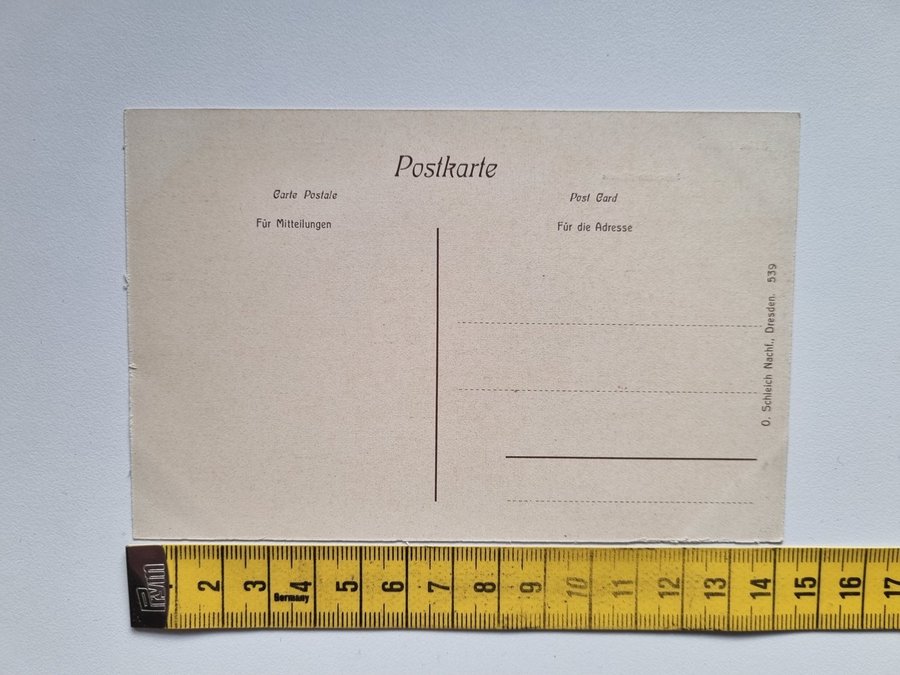 Postkarte
Carte Postale
Post Card
Für Mitteilungen
Für die Adresse
O. Schleich Nachf., Dresden. 539
2 3 4 5 6 7 8 9 10 11 12 13 14 15 16 17
Germany